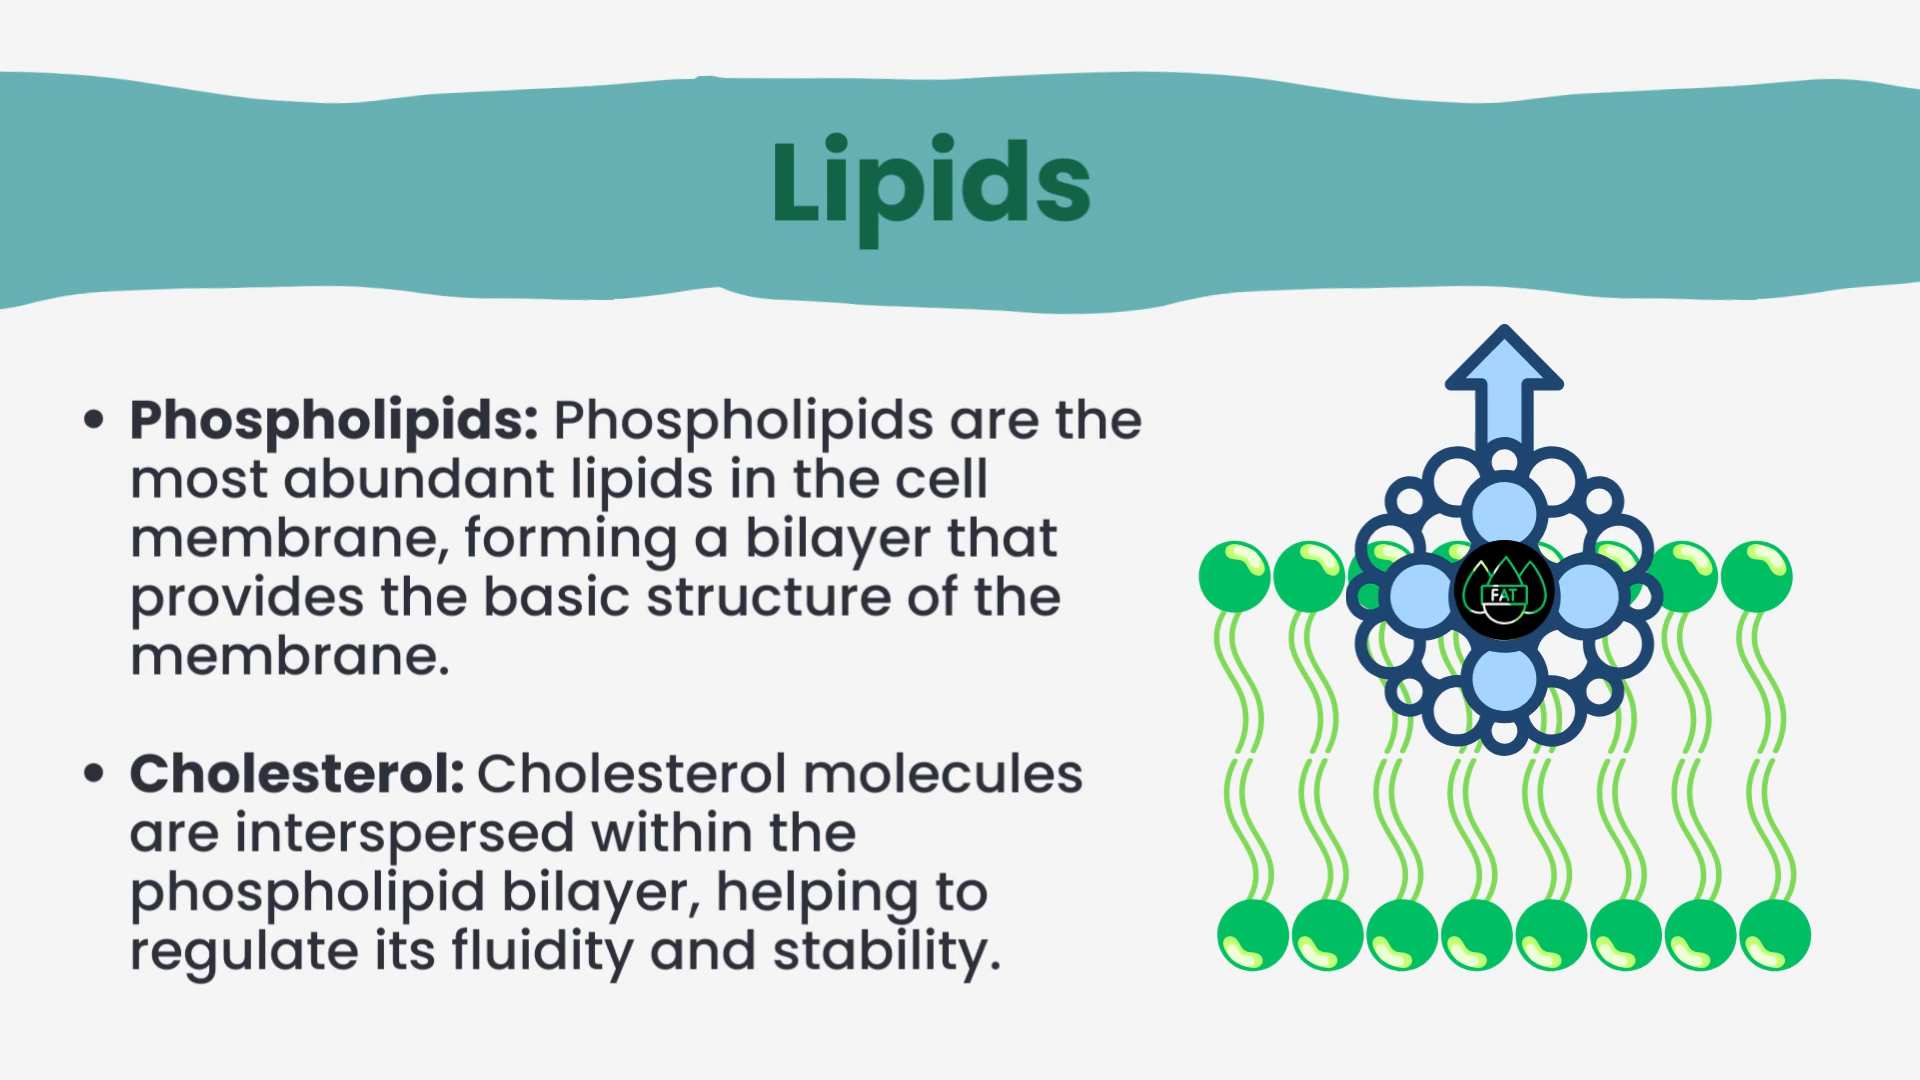 Lipids
• Phospholipids: Phospholipids are the
most abundant lipids in the cell
membrane, forming a bilayer that
provides the basic structure of the
membrane.
• Cholesterol: Cholesterol molecules
are interspersed within the
phospholipid bilayer, helping to
regulate its fluidity and stability.
FAT